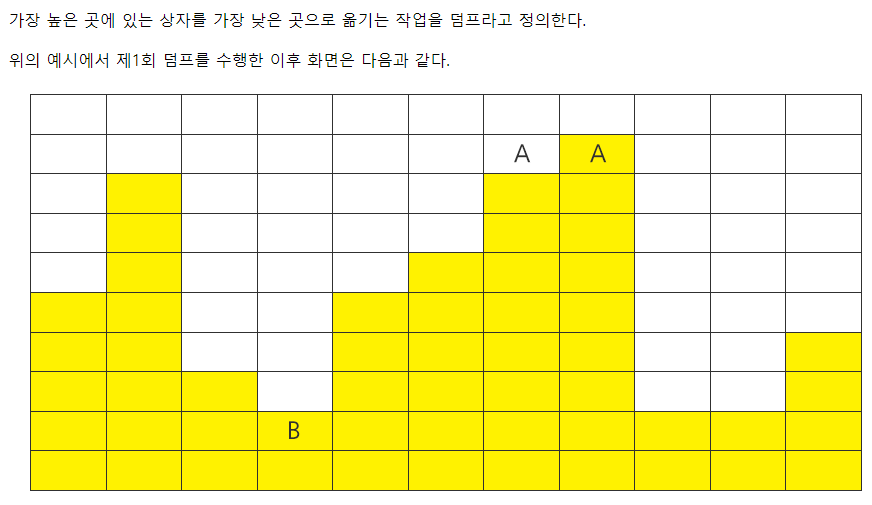 가장 높은 곳에 있는 상자를 가장 낮은 곳으로 옮기는 작업을 덤프라고 정의한다.
위의 예시에서 제1회 덤프를 수행한 이후 화면은 다음과 같다.
A A
B